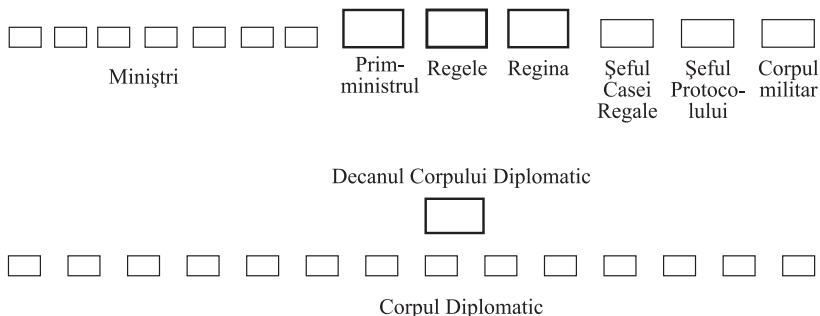 Miniştri
Prim-
ministrul
Regele
Regina
Şeful
Casei
Regale
Şeful
Protoco-
lului
Corpul
militar
Decanul Corpului Diplomatic
Corpul Diplomatic